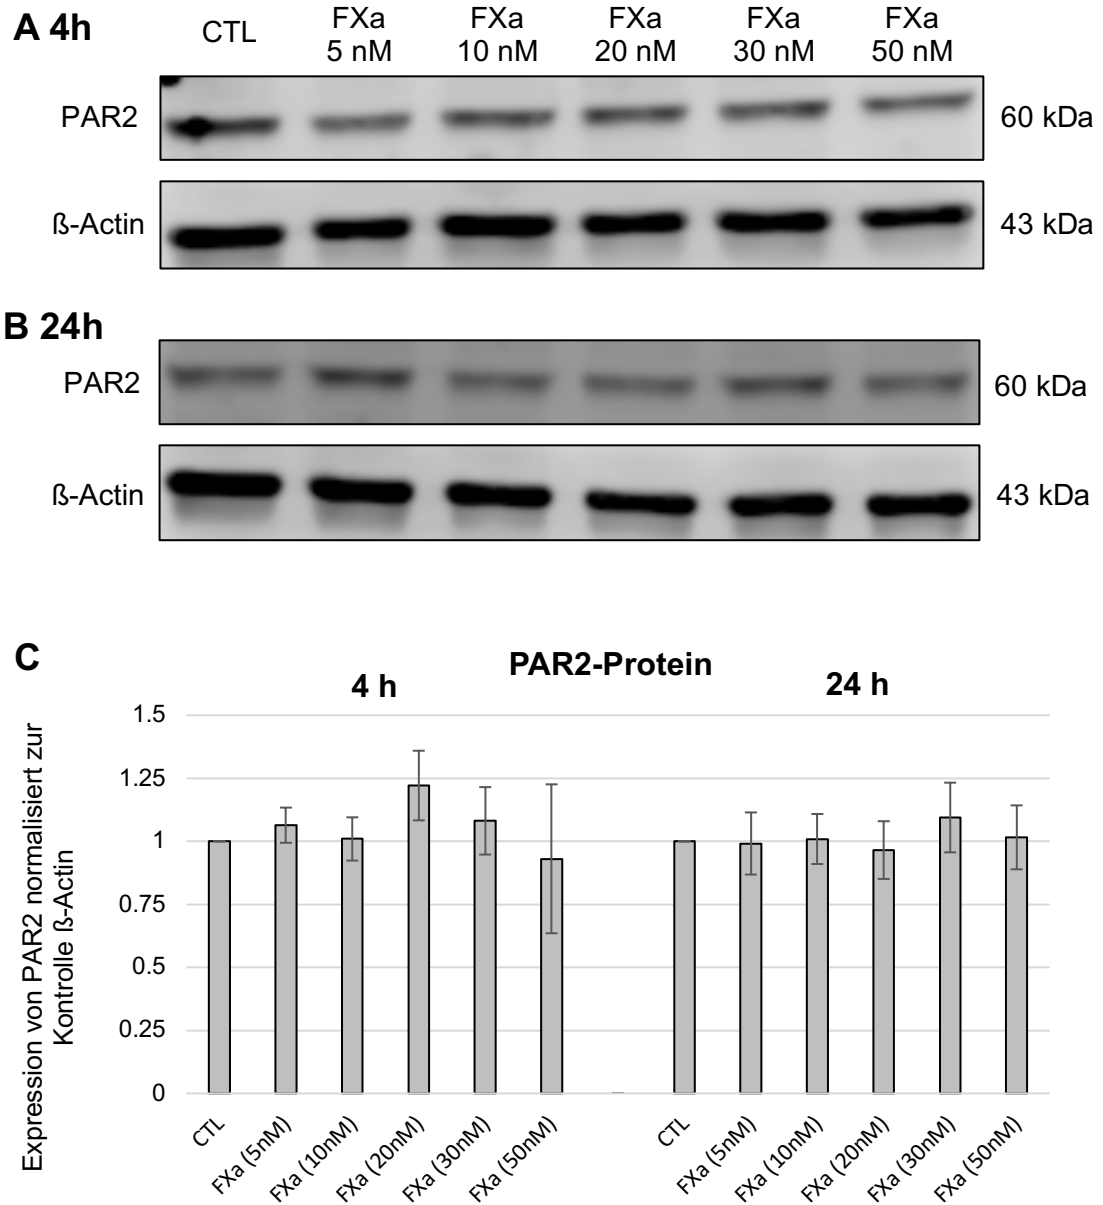 A 4h
CTL
FXa
5 nM
FXa
10 nM
FXa
20 nM
FXa
30 nM
FXa
50 nM
PAR2
60 kDa
ß-Actin
43 kDa
B 24h
PAR2
60 kDa
ß-Actin
43 kDa
C
PAR2-Protein
4 h
24 h
Expression von PAR2 normalisiert zur
Kontrolle ß-Actin
1.5
1.25
1
0.75
0.5
0.25
0
CTL
FXa (5nM)
FXa (10nM)
FXa (20nM)
FXa (30nM)
FXa (50nM)
CTL
FXa (5nM)
FXa (10nM)
FXa (20nM)
FXa (30nM)
FXa (50nM)